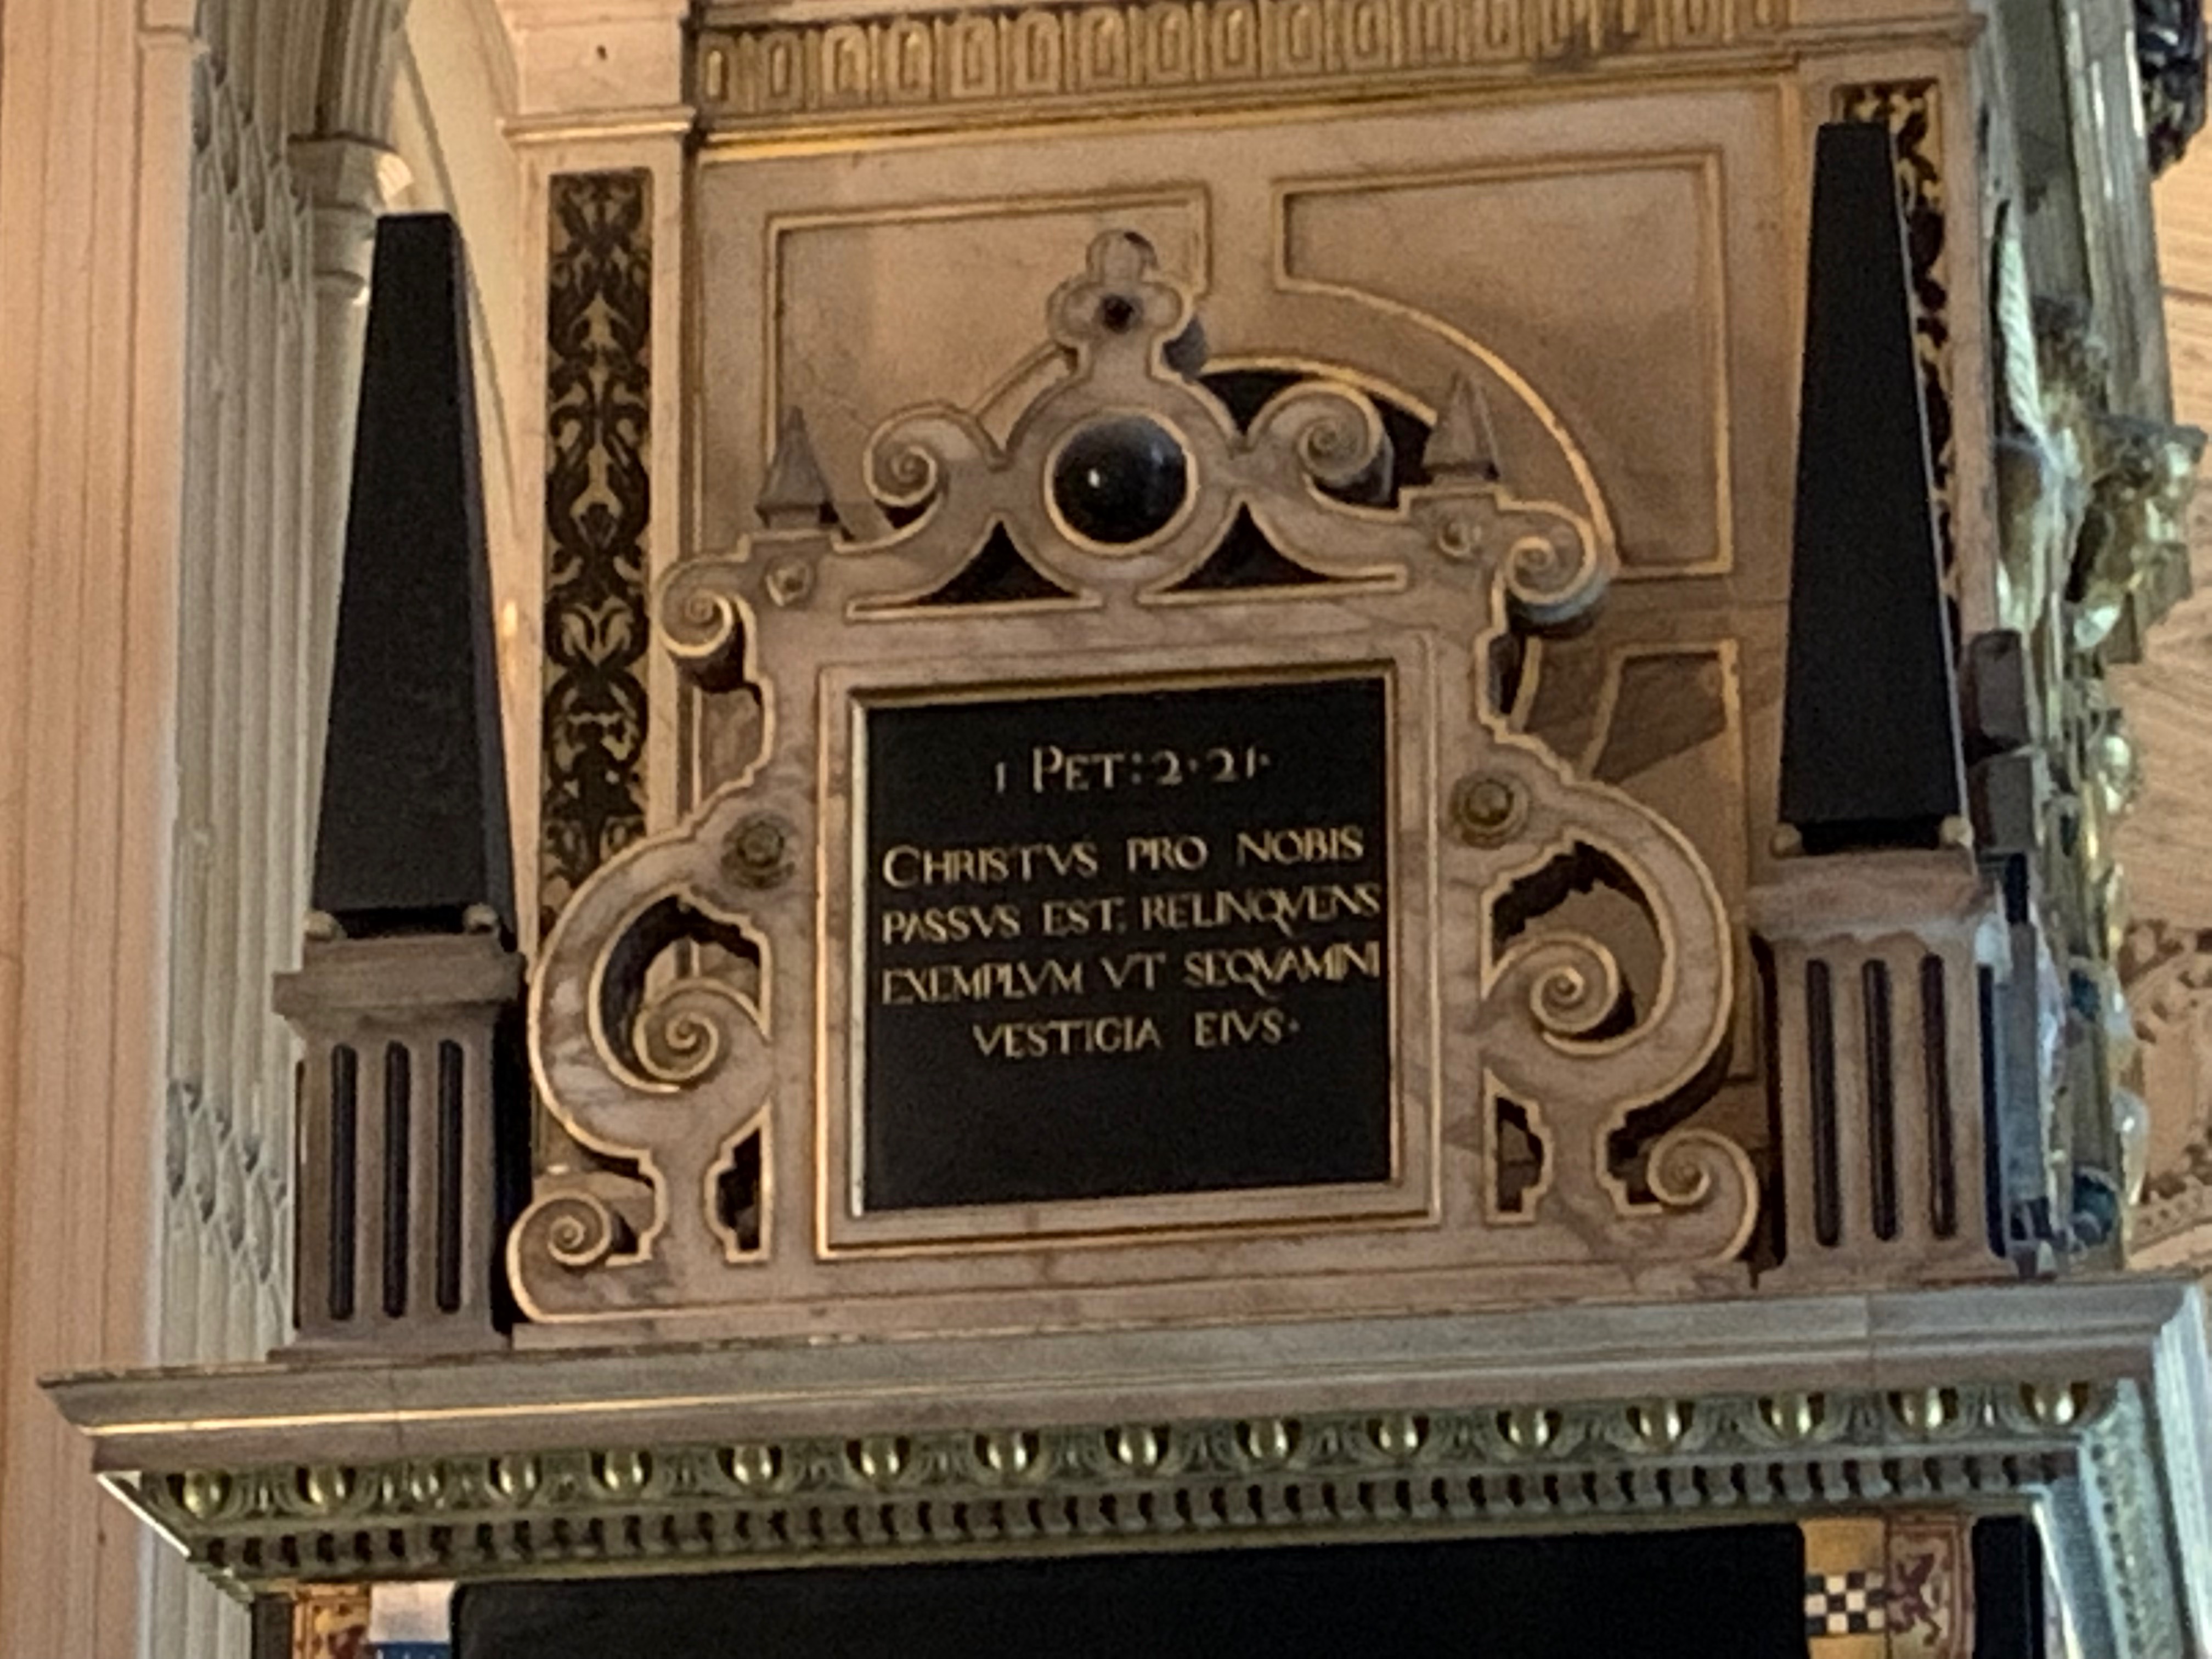 1 PET: 2· 21·
CHRISTVS PRO NOBIS
PASSVS EST, RELINQVENS
EXEMPLVM VT SEQVAMINI
VESTIGIA EIVS·